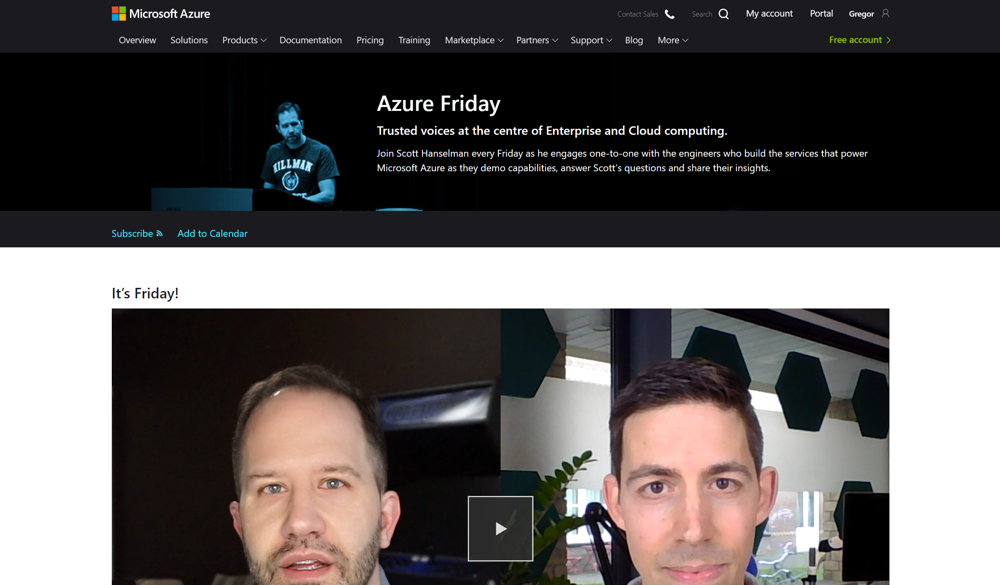 Microsoft Azure
Contact Sales Search My account Portal Gregor
Overview Solutions Products Documentation Pricing Training Marketplace Partners Support Blog More Free account
Azure Friday
Trusted voices at the centre of Enterprise and Cloud computing.
Join Scott Hanselman every Friday as he engages one-to-one with the engineers who build the services that power
Microsoft Azure as they demo capabilities, answer Scott’s questions and share their insights.
HILLMAN
Subscribe Add to Calendar
It’s Friday!